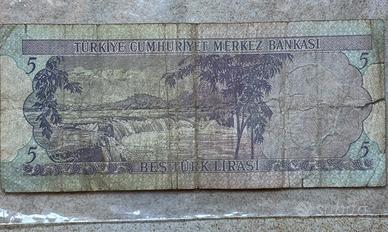 TÜRKİYE CUMHURİYET MERKEZ BANKASI
5 5
5 5
BEŞ TÜRK LİRASI